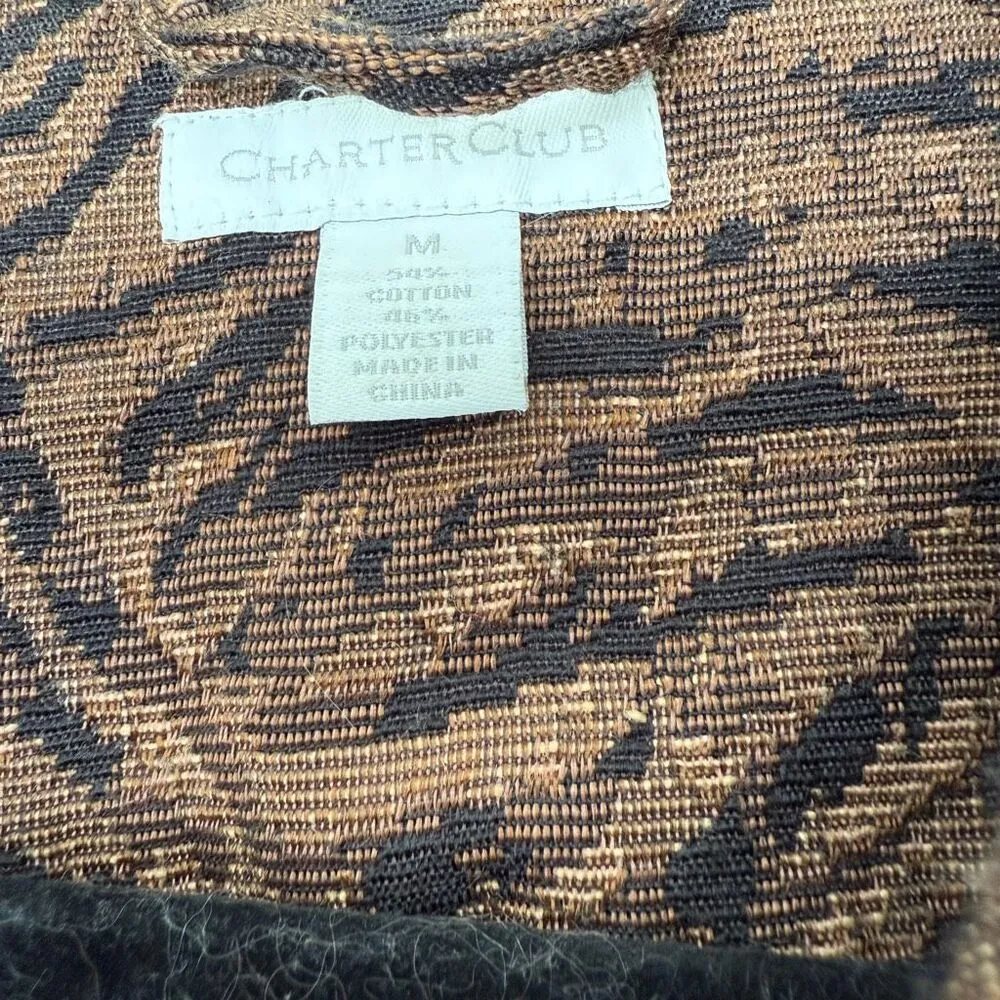 CHARTER CLUB
M
54%
COTTON
46%
POLYESTER
MADE IN
CHINA